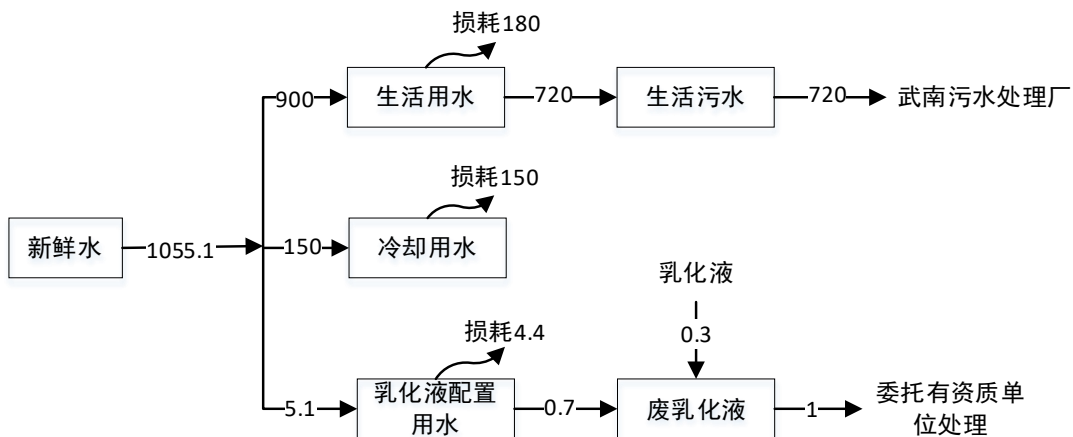 损耗180
900
生活用水
720
生活污水
720
武南污水处理厂
损耗150
新鲜水
1055.1
150
冷却用水
乳化液
0.3
损耗4.4
5.1
乳化液配置
用水
0.7
废乳化液
1
委托有资质单
位处理